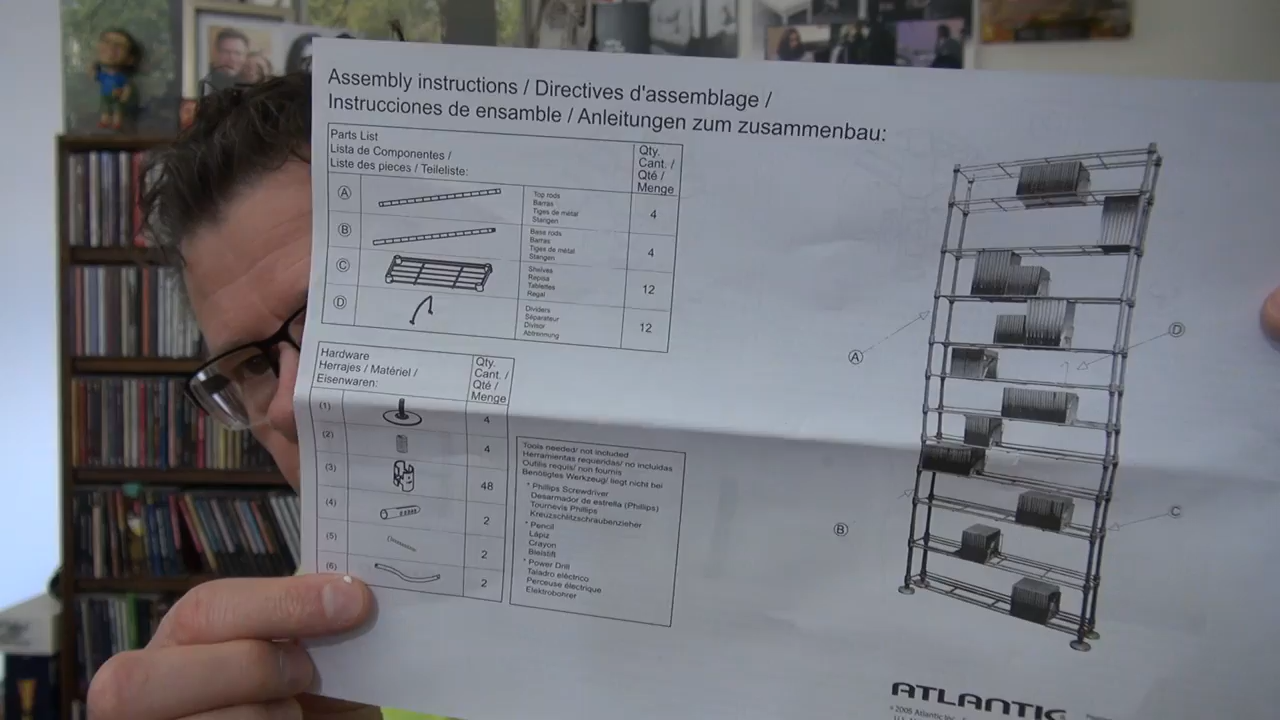 Assembly instructions / Directives d'assemblage /
Instrucciones de ensamble / Anleitungen zum zusammenbau:
Parts List
Lista de Componentes /
Liste des pieces / Teileliste:
Qty.
Cant. /
Qté /
Menge
A
Top rods
Barras
Tiges de métal
Stangen
4
B
Base rods
Barras
Tiges de métal
Stangen
4
C
Shelves
Repisa
Tablettes
Regal
12
D
Dividers
Séparateur
Divisor
Abtrennung
12
Hardware
Herrajes / Matèriel /
Eisenwaren:
Qty.
Cant. /
Qté /
Menge
(1)
4
(2)
4
(3)
48
(4)
2
(5)
2
(6)
2
Tools needed/ not included
Herramientas requeridas/ no incluidas
Outils requis/ non fournis
Benötigtes Werkzeug/ liegt nicht bei
* Phillips Screwdriver
Desarmador de estrella (Phillips)
Tournevis Phillips
Kreuzschlitzschraubenzieher
* Pencil
Lápiz
Crayon
Bleistift
* Power Drill
Taladro eléctrico
Perceuse électrique
Elektrobohrer
A
D
B
C
ATLANTIC
© 2005 Atlantic Inc.